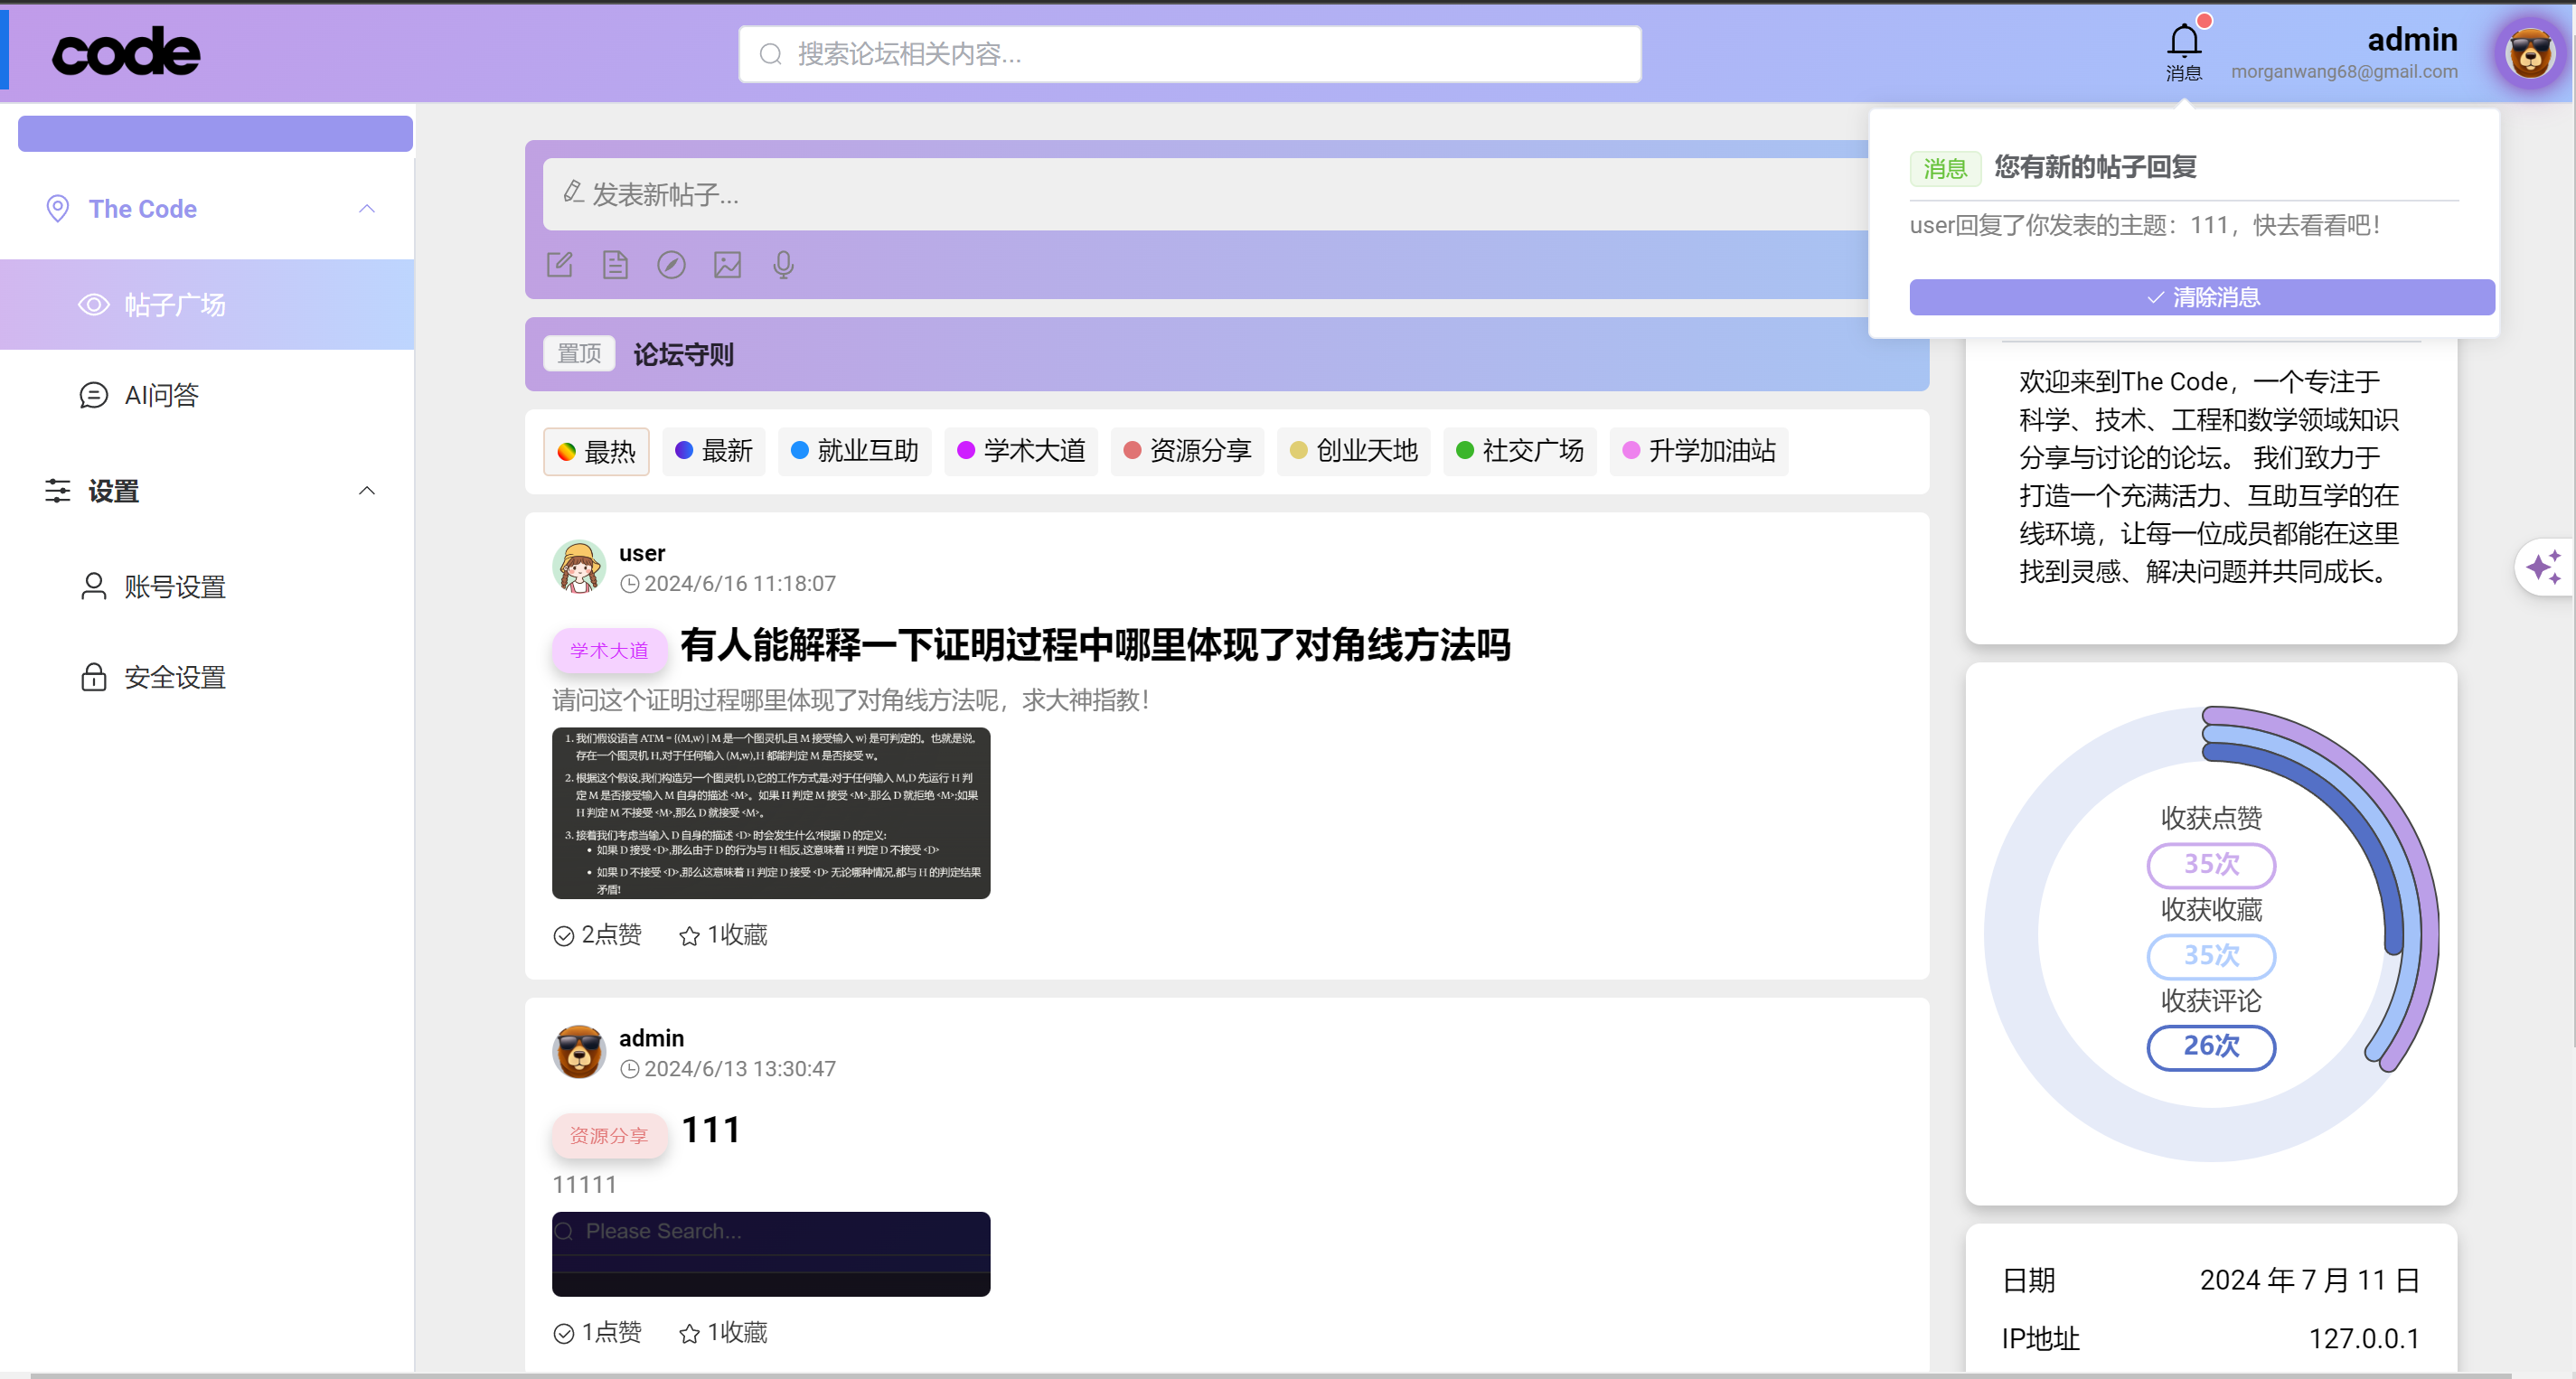 code
搜索论坛相关内容...
消息
admin
morganwang68@gmail.com
消息 您有新的帖子回复
user回复了你发表的主题：111，快去看看吧！
清除消息
The Code
帖子广场
AI问答
设置
账号设置
安全设置
发表新帖子...
置顶 论坛守则
最热 最新 就业互助 学术大道 资源分享 创业天地 社交广场 升学加油站
user
2024/6/16 11:18:07
学术大道 有人能解释一下证明过程中哪里体现了对角线方法吗
请问这个证明过程哪里体现了对角线方法呢，求大神指教！
1. 我们假设语言 ATM = {(M,w) | M 是一个图灵机,且 M 接受输入 w} 是可判定的。也就是说,
存在一个图灵机 H,对于任何输入 (M,w),H 都能判定 M 是否接受 w。
2. 根据这个假设,我们构造另一个图灵机 D,它的工作方式是:对于任何输入 M,D 先运行 H 判
定 M 是否接受输入 M 自身的描述 <M>。如果 H 判定 M 接受 <M>,那么 D 就拒绝 <M>;如果
H 判定 M 不接受 <M>,那么 D 就接受 <M>。
3. 接着我们考虑当输入 D 自身的描述 <D> 时会发生什么?根据 D 的定义:
• 如果 D 接受 <D>,那么由于 D 的行为与 H 相反,这意味着 H 判定 D 不接受 <D>
• 如果 D 不接受 <D>,那么这意味着 H 判定 D 接受 <D> 无论哪种情况,都与 H 的判定结果
矛盾!
2点赞 1收藏
admin
2024/6/13 13:30:47
资源分享 111
11111
Please Search...
1点赞 1收藏
欢迎来到The Code，一个专注于
科学、技术、工程和数学领域知识
分享与讨论的论坛。 我们致力于
打造一个充满活力、互助互学的在
线环境，让每一位成员都能在这里
找到灵感、解决问题并共同成长。
收获点赞
35次
收获收藏
35次
收获评论
26次
日期 2024 年 7 月 11 日
IP地址 127.0.0.1